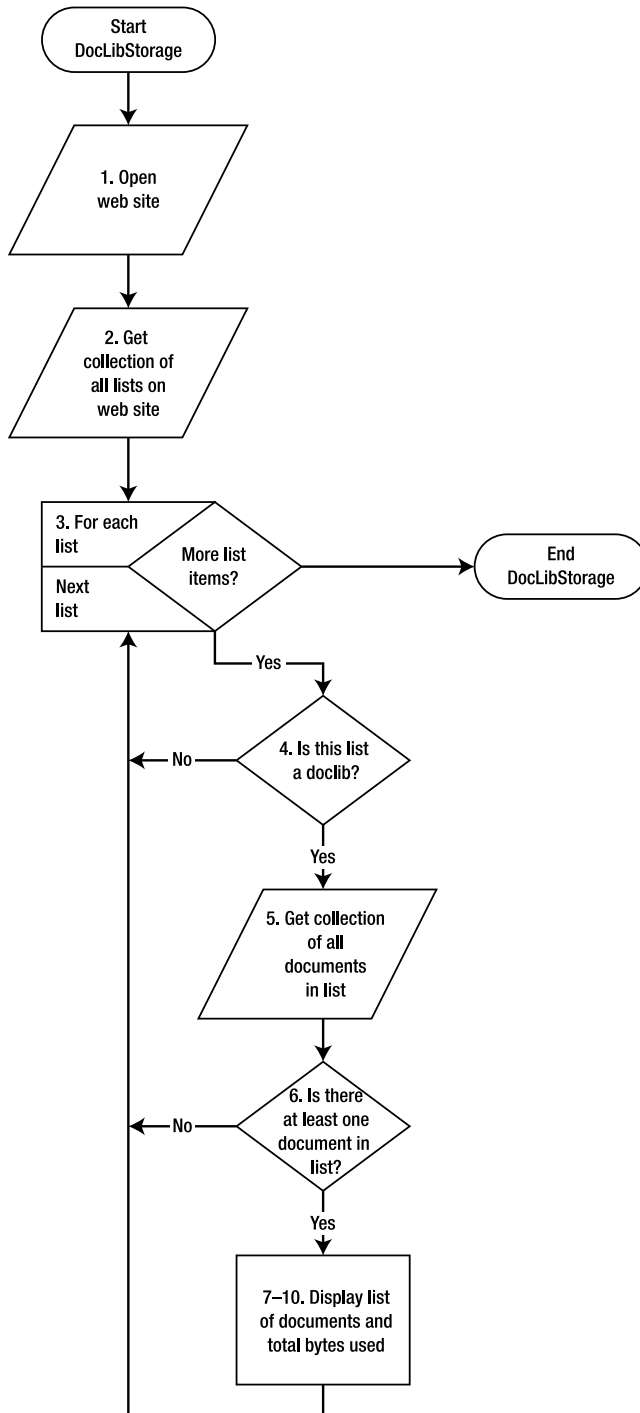 Start
DocLibStorage
1. Open
web site
2. Get
collection of
all lists on
web site
3. For each
list
More list
items?
Next
list
End
DocLibStorage
Yes
4. Is this list
a doclib?
No
Yes
5. Get collection
of all
documents
in list
6. Is there
at least one
document in
list?
No
Yes
7–10. Display list
of documents and
total bytes used